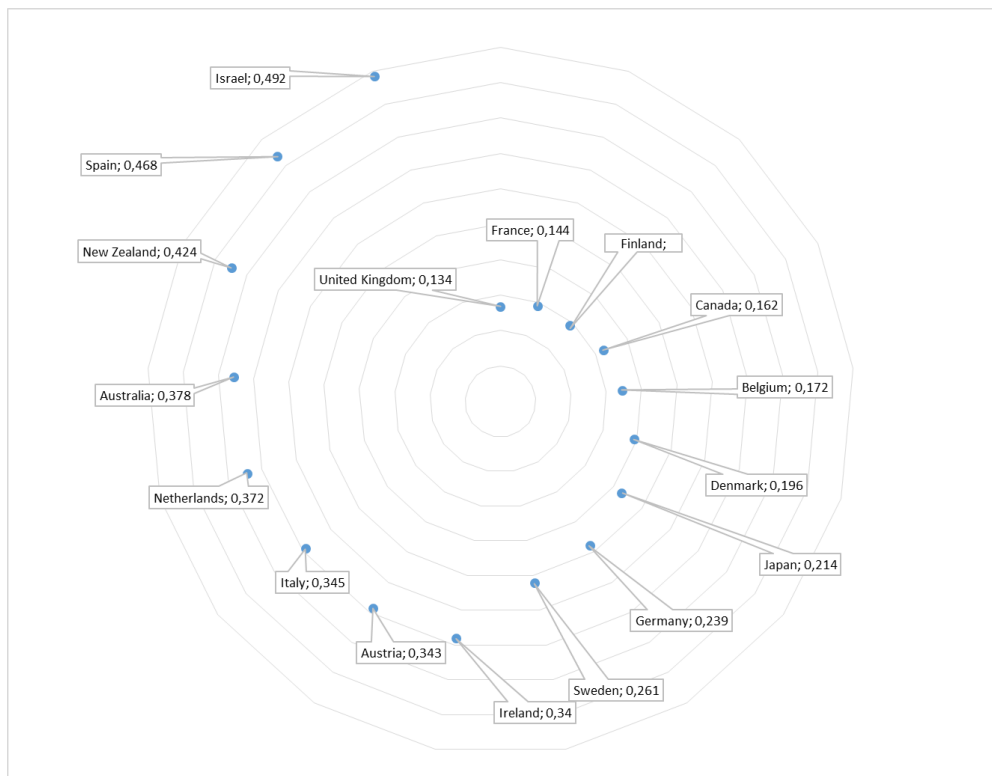 Israel; 0,492
Spain; 0,468
France; 0,144
Finland;
New Zealand; 0,424
United Kingdom; 0,134
Canada; 0,162
Belgium; 0,172
Australia; 0,378
Denmark; 0,196
Netherlands; 0,372
Japan; 0,214
Italy; 0,345
Germany; 0,239
Austria; 0,343
Sweden; 0,261
Ireland; 0,34